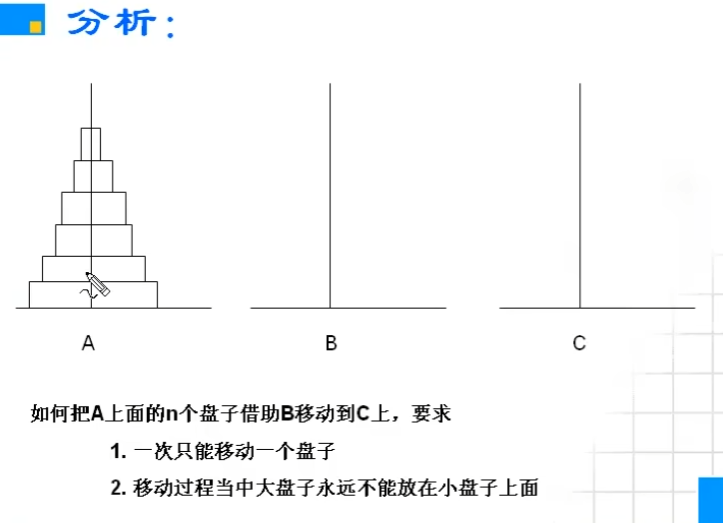 分析：
A
B
C
如何把A上面的n个盘子借助B移动到C上，要求
1. 一次只能移动一个盘子
2. 移动过程当中大盘子永远不能放在小盘子上面